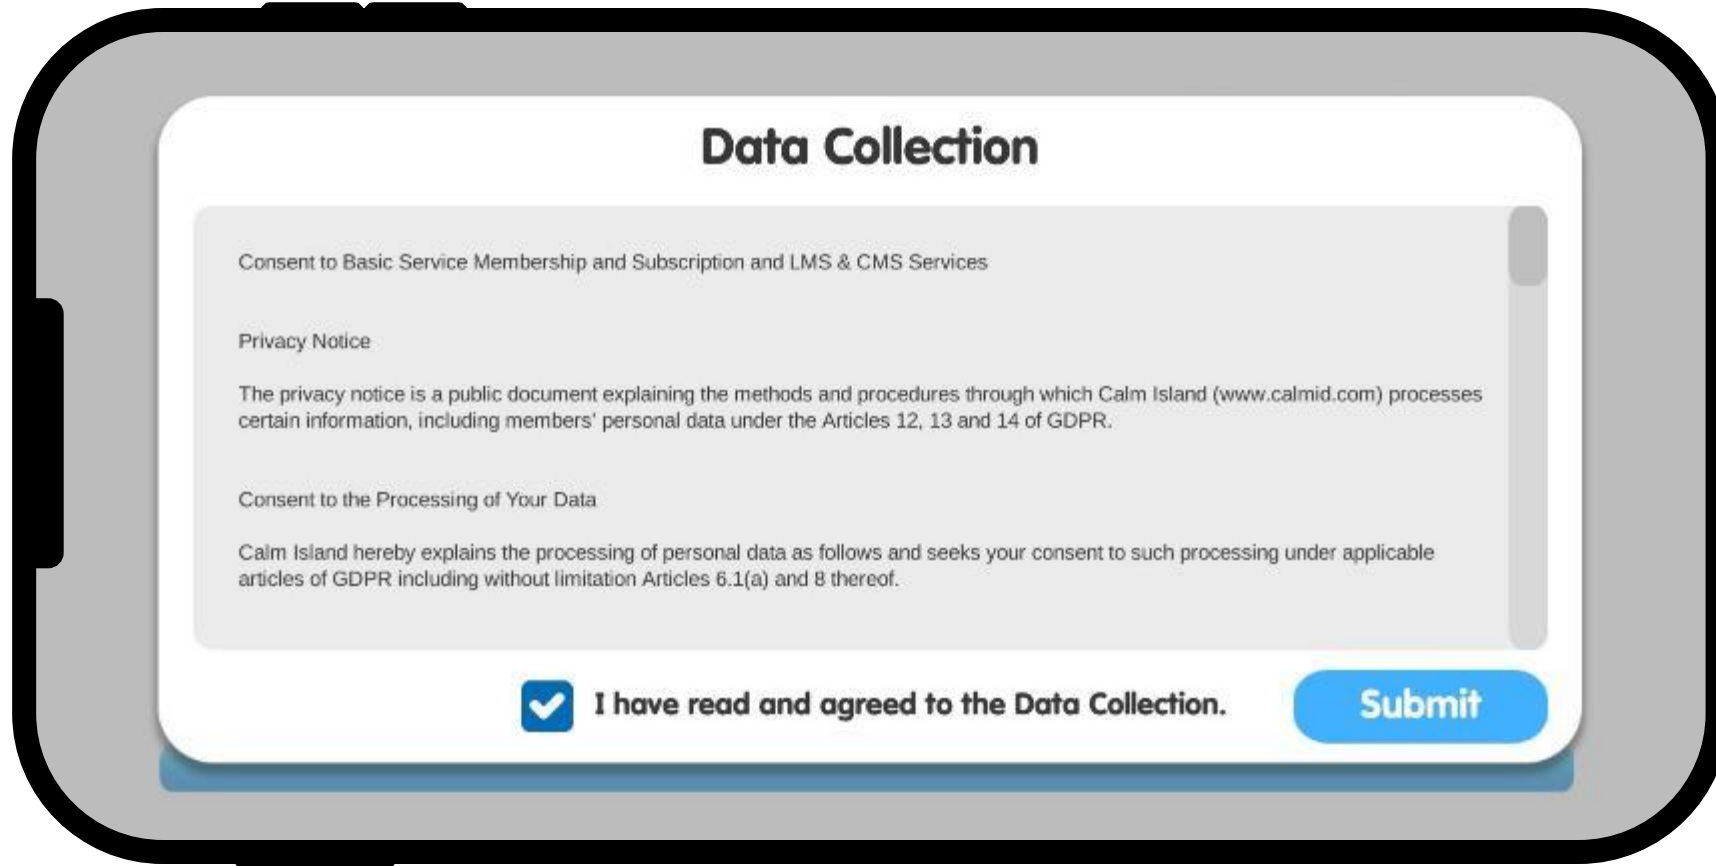 Data Collection
Consent to Basic Service Membership and Subscription and LMS & CMS Services
Privacy Notice
The privacy notice is a public document explaining the methods and procedures through which Calm Island (www.calmid.com) processes
certain information, including members' personal data under the Articles 12, 13 and 14 of GDPR.
Consent to the Processing of Your Data
Calm Island hereby explains the processing of personal data as follows and seeks your consent to such processing under applicable
articles of GDPR including without limitation Articles 6.1(a) and 8 thereof.
I have read and agreed to the Data Collection.
Submit